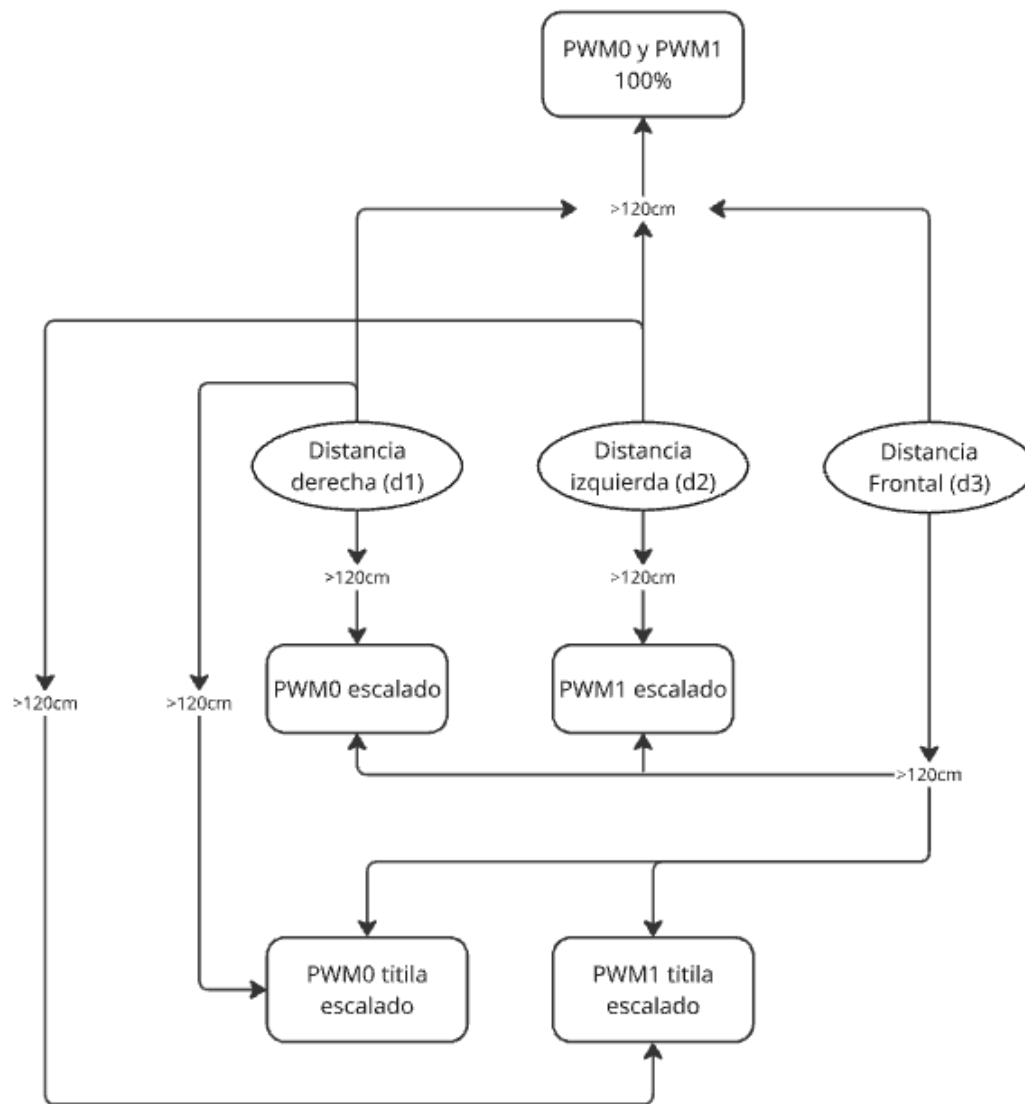 PWM0 y PWM1
100%
>120cm
Distancia
derecha (d1)
Distancia
izquierda (d2)
Distancia
Frontal (d3)
>120cm
>120cm
PWM0 escalado
PWM1 escalado
>120cm
>120cm
>120cm
PWM0 titila
escalado
PWM1 titila
escalado